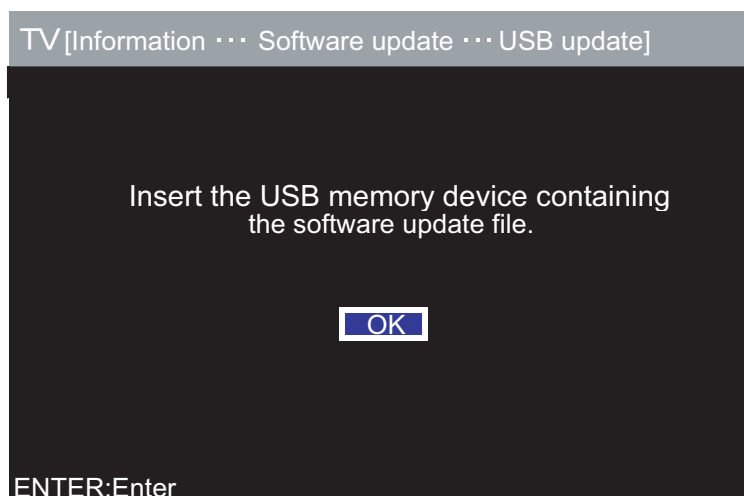 TV [Information ··· Software update ··· USB update]
Insert the USB memory device containing
the software update file.
OK
ENTER:Enter